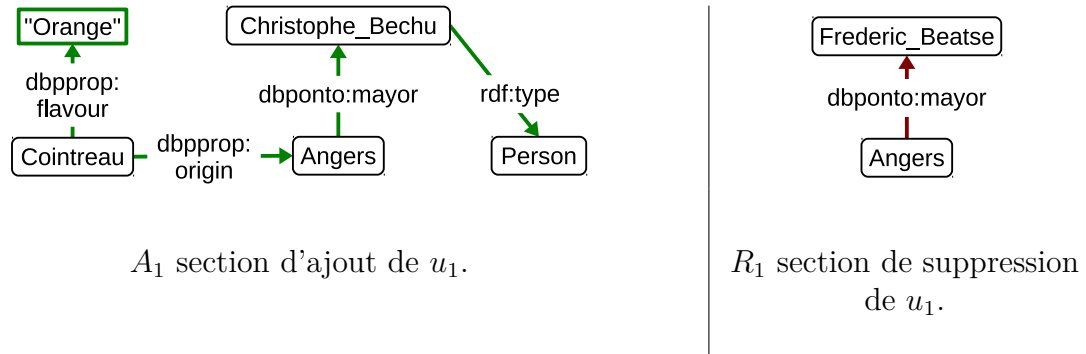 "Orange"
dbpprop:
flavour
Cointreau
dbpprop:
origin
Christophe_Bechu
dbponto:mayor
Angers
rdf:type
Person
A1 section d'ajout de u1.
Frederic_Beatse
dbponto:mayor
Angers
R1 section de suppression
de u1.